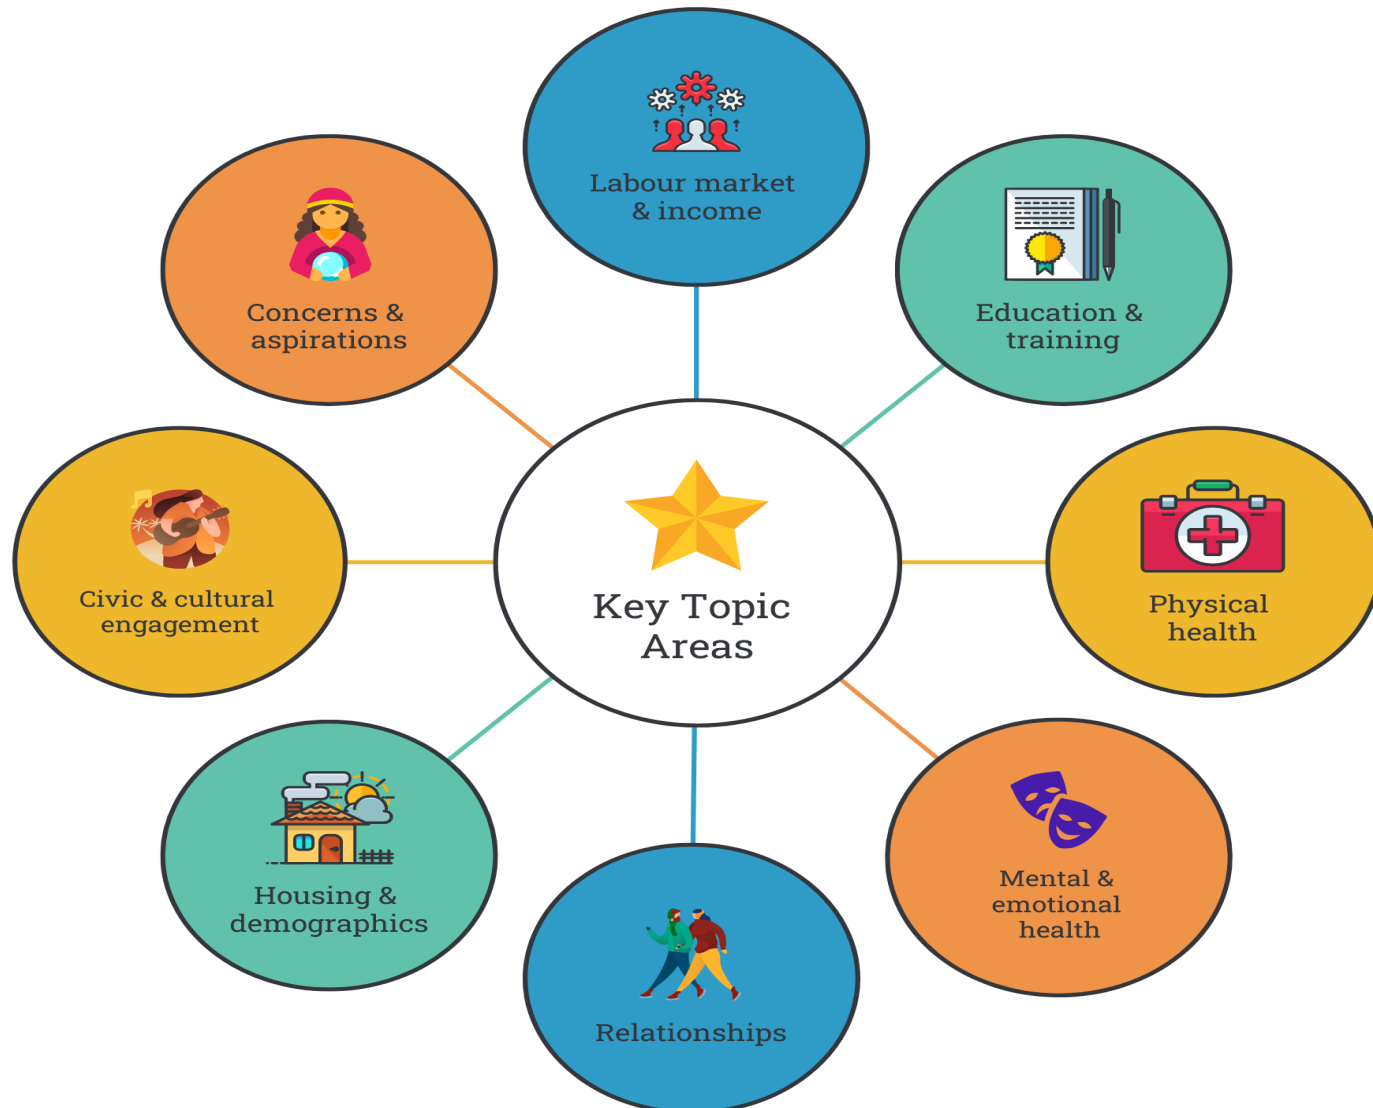 Labour market
& income
Education &
training
Physical
health
Mental &
emotional
health
Relationships
Housing &
demographics
Civic & cultural
engagement
Concerns &
aspirations
Key Topic
Areas